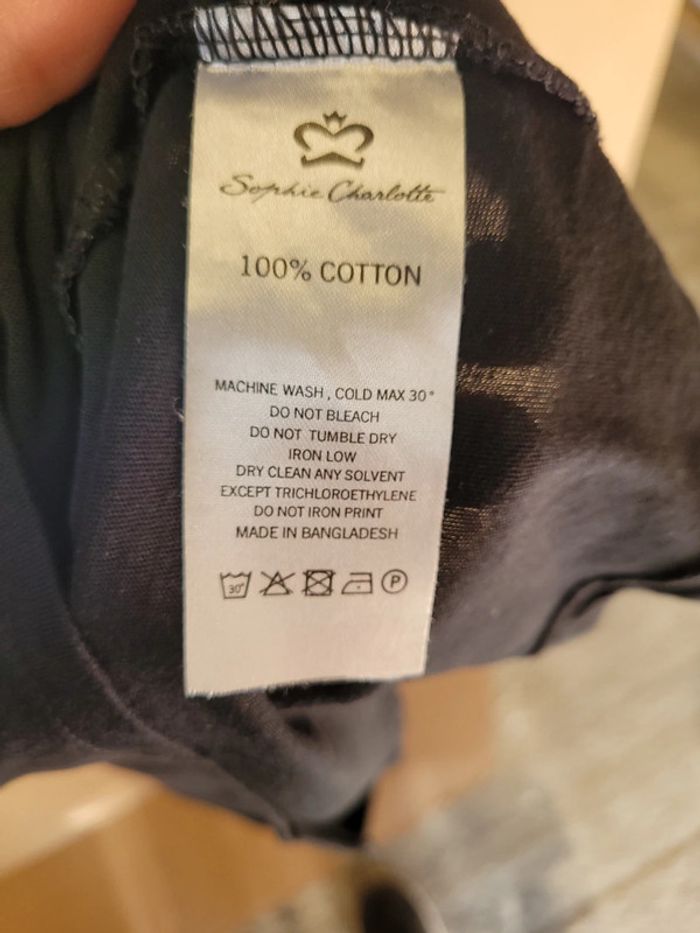 Sophie Charlotte
100% COTTON
MACHINE WASH, COLD MAX 30°
DO NOT BLEACH
DO NOT TUMBLE DRY
IRON LOW
DRY CLEAN ANY SOLVENT
EXCEPT TRICHLOROETHYLENE
DO NOT IRON PRINT
MADE IN BANGLADESH
30° P